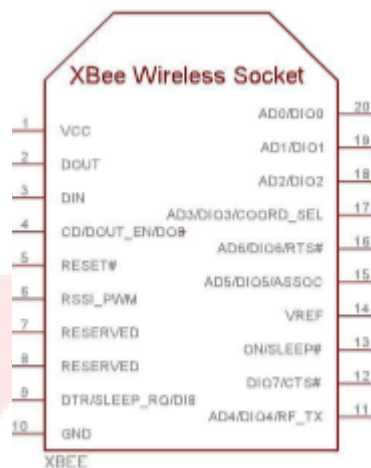 XBee Wireless Socket
1 VCC
2 DOUT
3 DIN
4 CD/DOUT_EN/DO8
5 RESET#
6 RSSI_PWM
7 RESERVED
8 RESERVED
9 DTR/SLEEP_RQ/DI8
10 GND
AD0/DIO0 20
AD1/DIO1 19
AD2/DIO2 18
AD3/DIO3/COORD_SEL 17
AD6/DIO6/RTS# 16
AD5/DIO5/ASSOC 15
VREF 14
ON/SLEEP# 13
DIO7/CTS# 12
AD4/DIO4/RF_TX 11
XBEE